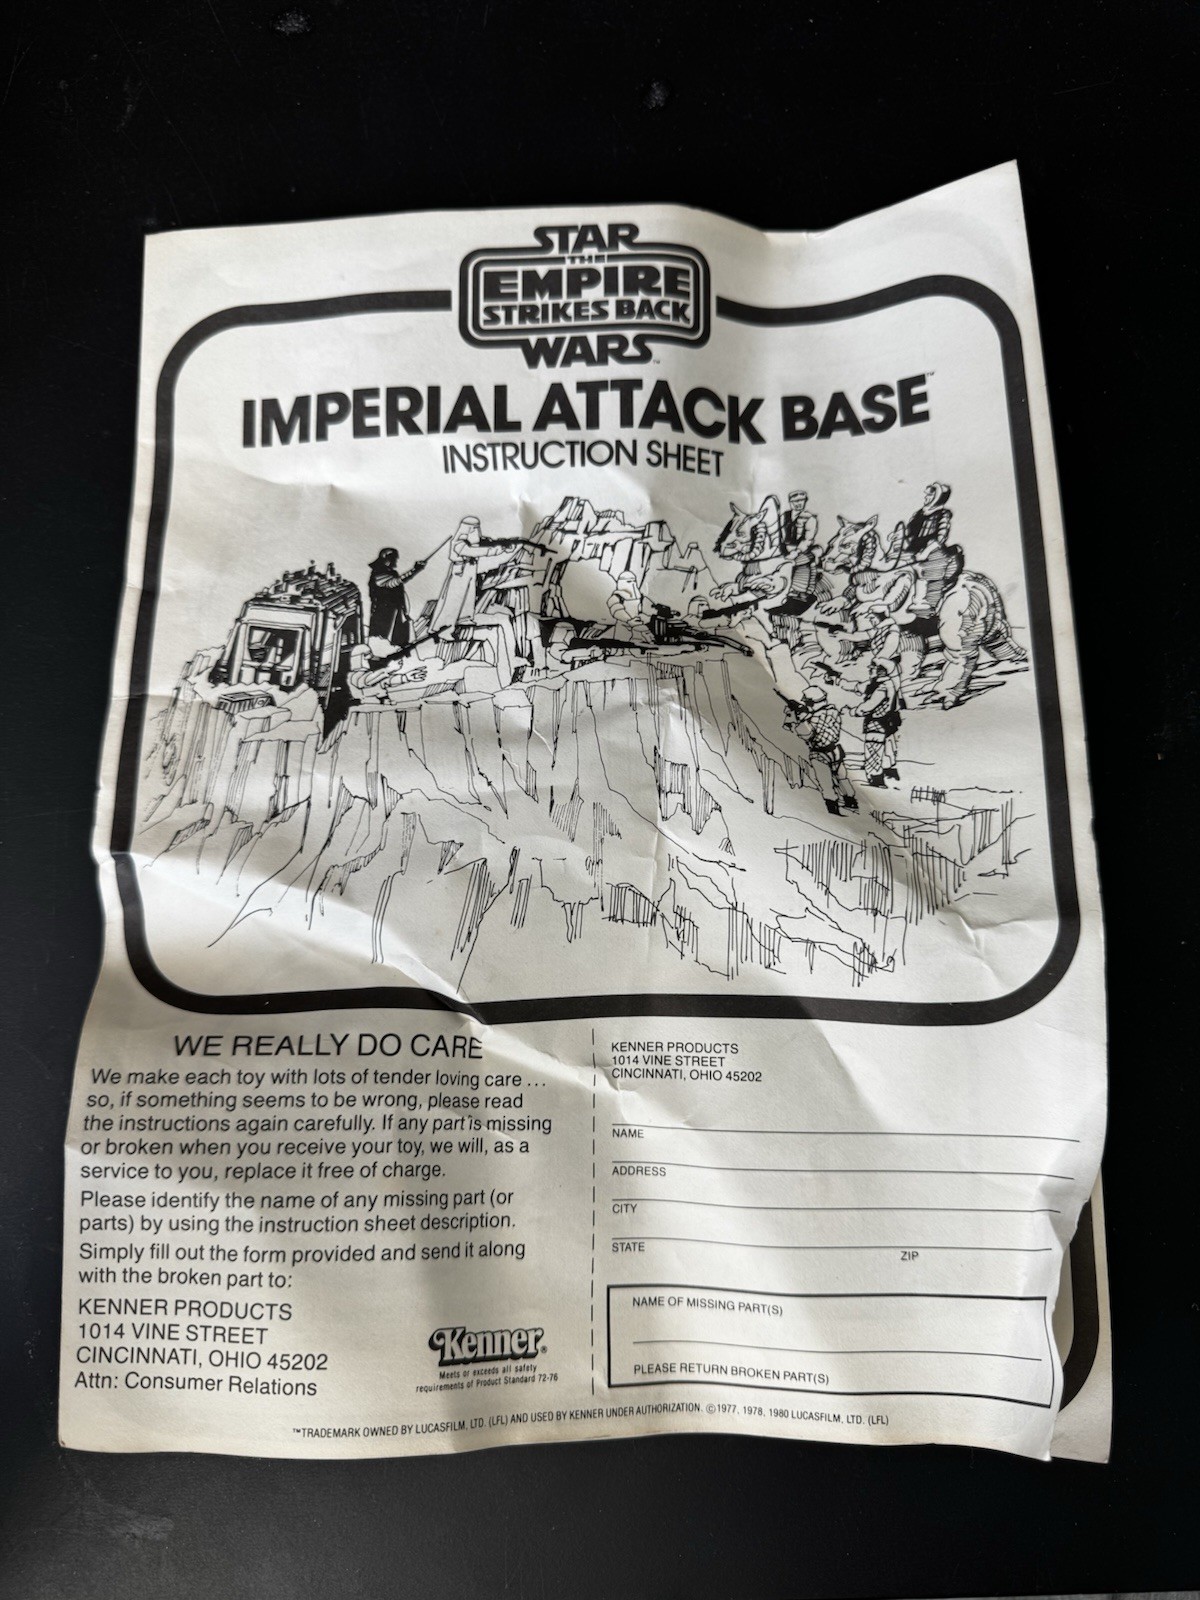 STAR
THE
EMPIRE
STRIKES BACK
WARS™
IMPERIAL ATTACK BASE™
INSTRUCTION SHEET
WE REALLY DO CARE
We make each toy with lots of tender loving care ...
so, if something seems to be wrong, please read
the instructions again carefully. If any part is missing
or broken when you receive your toy, we will, as a
service to you, replace it free of charge.
Please identify the name of any missing part (or
parts) by using the instruction sheet description.
Simply fill out the form provided and send it along
with the broken part to:
KENNER PRODUCTS
1014 VINE STREET
CINCINNATI, OHIO 45202
Attn: Consumer Relations
Kenner®
Meets or exceeds all safety
requirements of Product Standard 72-76
KENNER PRODUCTS
1014 VINE STREET
CINCINNATI, OHIO 45202
NAME
ADDRESS
CITY
STATE ZIP
NAME OF MISSING PART(S)
PLEASE RETURN BROKEN PART(S)
™TRADEMARK OWNED BY LUCASFILM, LTD. (LFL) AND USED BY KENNER UNDER AUTHORIZATION. ©1977, 1978, 1980 LUCASFILM, LTD. (LFL)